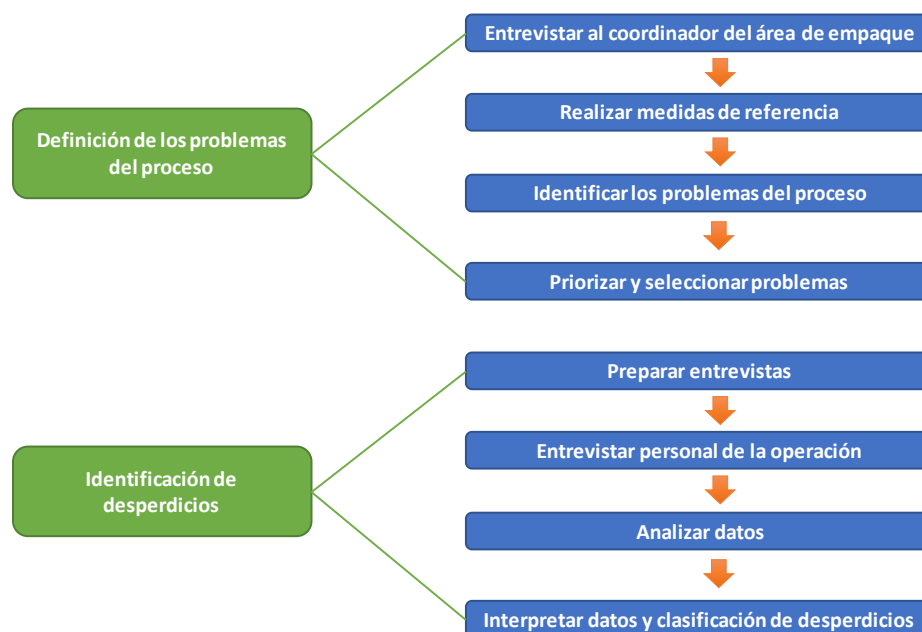 Entrevistar al coordinador del área de empaque
Realizar medidas de referencia
Definición de los problemas
del proceso
Identificar los problemas del proceso
Priorizar y seleccionar problemas
Preparar entrevistas
Entrevistar personal de la operación
Identificación de
desperdicios
Analizar datos
Interpretar datos y clasificación de desperdicios